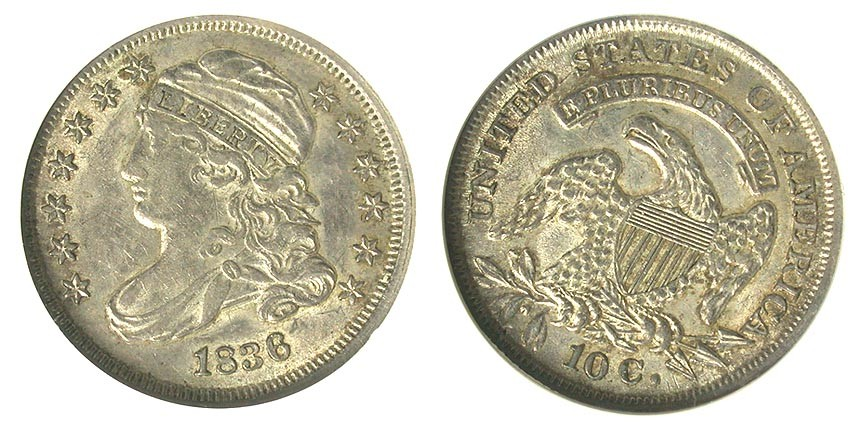 LIBERTY
1836
UNITED STATES OF AMERICA
E PLURIBUS UNUM
10 C.